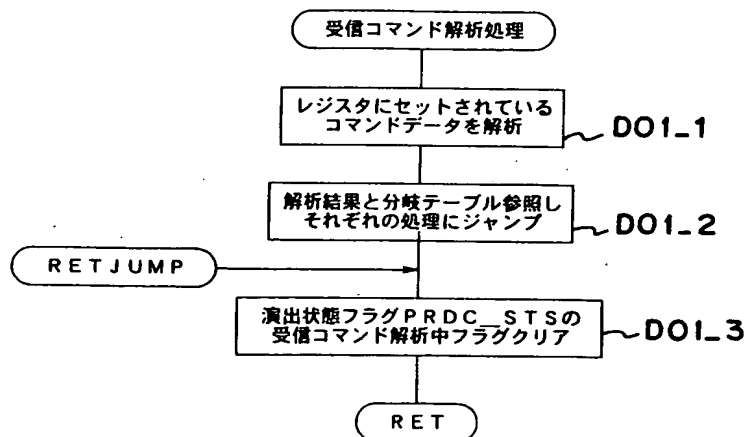 受信コマンド解析処理
レジスタにセットされている
コマンドデータを解析
D01_1
解析結果と分岐テーブル参照し
それぞれの処理にジャンプ
D01_2
RETJUMP
演出状態フラグPRDC__STSの
受信コマンド解析中フラグクリア
D01_3
RET